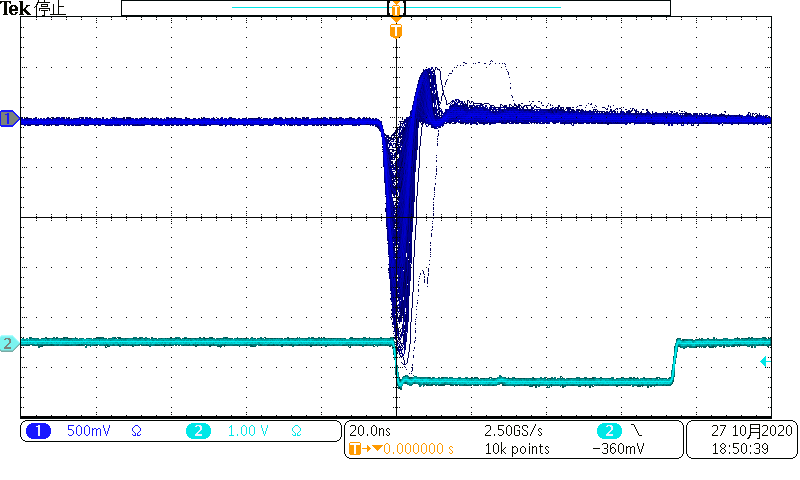 Tek 停止
T
T
1
2
1 500mV Ω 2 1.00 V Ω
20.0ns 2.50GS/s 2 
T→▼0.000000 s 10k points −360mV
27 10月2020
18:50:39